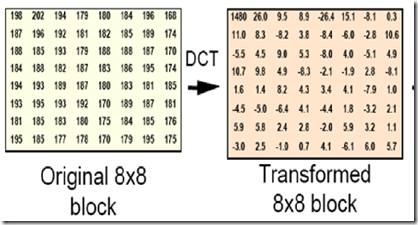 198 202 194 179 180 184 196 168
187 196 192 181 182 185 189 174
188 185 193 179 188 188 187 170
184 188 182 187 183 186 195 174
194 193 189 187 180 183 181 185
193 195 193 192 170 189 187 181
181 185 183 180 175 184 185 176
195 185 177 178 170 179 195 175
DCT
1480 26.0 9.5 8.9 -26.4 15.1 -8.1 0.3
11.0 8.3 -8.2 3.8 -8.4 -6.0 -2.8 10.6
-5.5 4.5 9.0 5.3 -8.0 4.0 -5.1 4.9
10.7 9.8 4.9 -8.3 -2.1 -1.9 2.8 -8.1
1.6 1.4 8.2 4.3 3.4 4.1 -7.9 1.0
-4.5 -5.0 -6.4 4.1 -4.4 1.8 -3.2 2.1
5.9 5.8 2.4 2.8 -2.0 5.9 3.2 1.1
-3.0 2.5 -1.0 0.7 4.1 -6.1 6.0 5.7
Original 8x8
block
Transformed
8x8 block